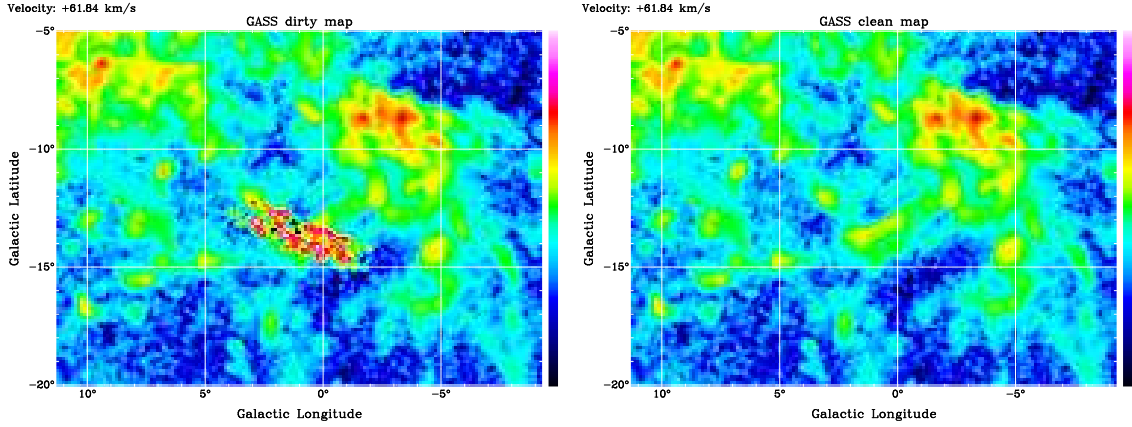 Velocity: +61.84 km/s
GASS dirty map
−5°
−10°
−15°
−20°
Galactic Latitude
10°
5°
0°
−5°
Galactic Longitude
Velocity: +61.84 km/s
GASS clean map
−5°
−10°
−15°
−20°
Galactic Latitude
10°
5°
0°
−5°
Galactic Longitude